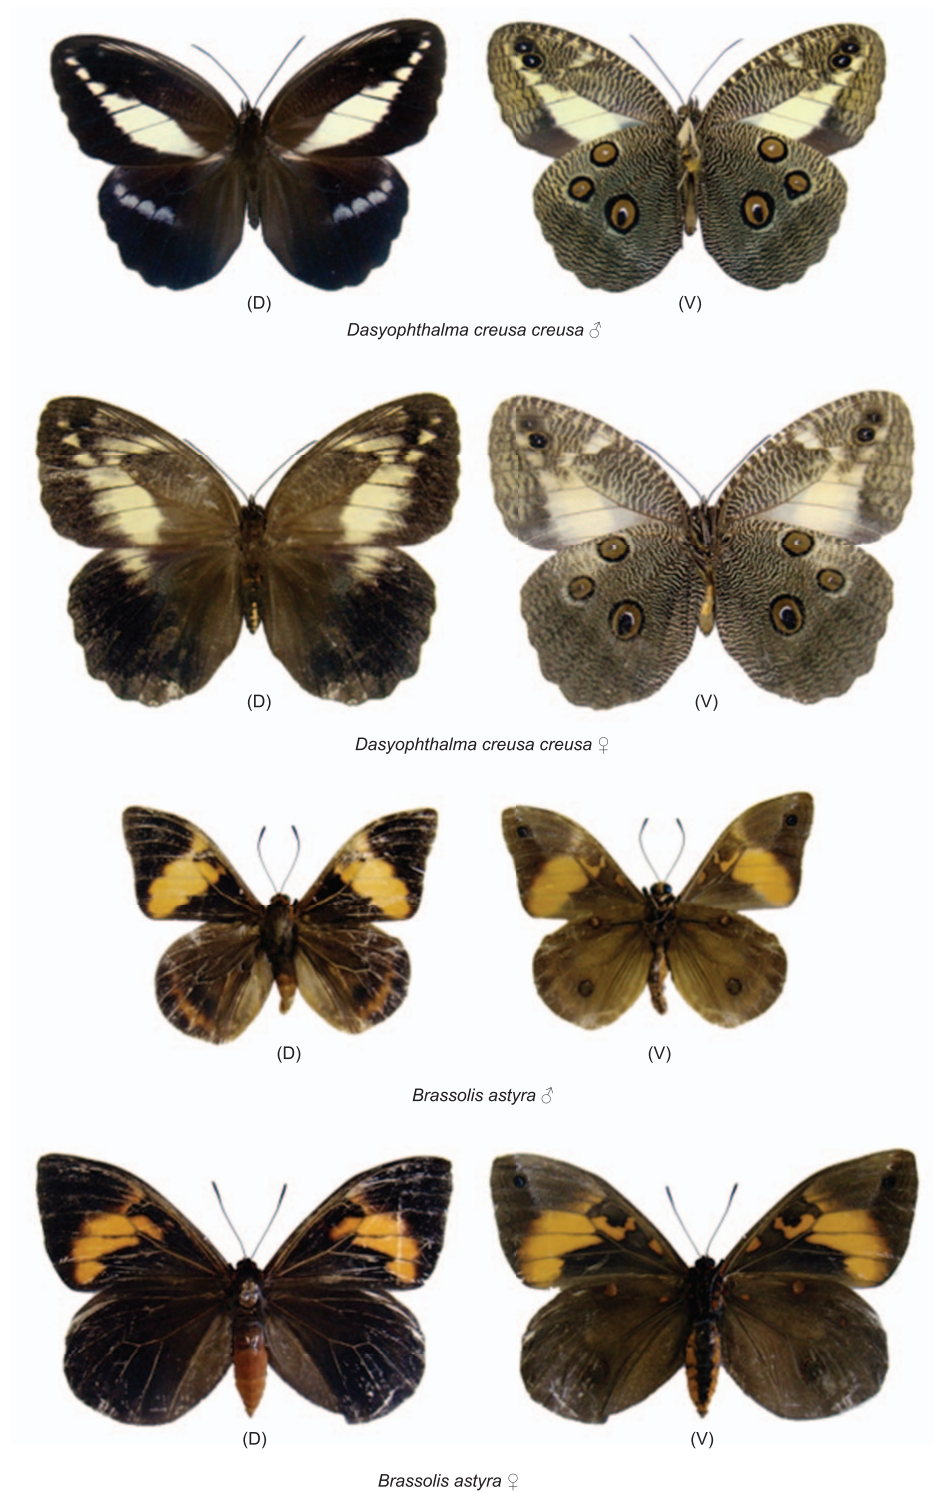 (D)
(V)
Dasyophthalma creusa creusa ♂
(D)
(V)
Dasyophthalma creusa creusa ♀
(D)
(V)
Brassolis astyra ♂
(D)
(V)
Brassolis astyra ♀